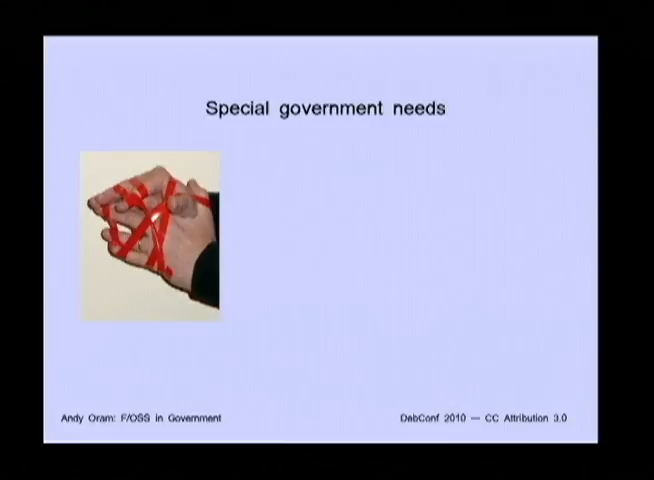 Special government needs
Andy Oram: F/OSS in Government
DebConf 2010 — CC Attribution 3.0